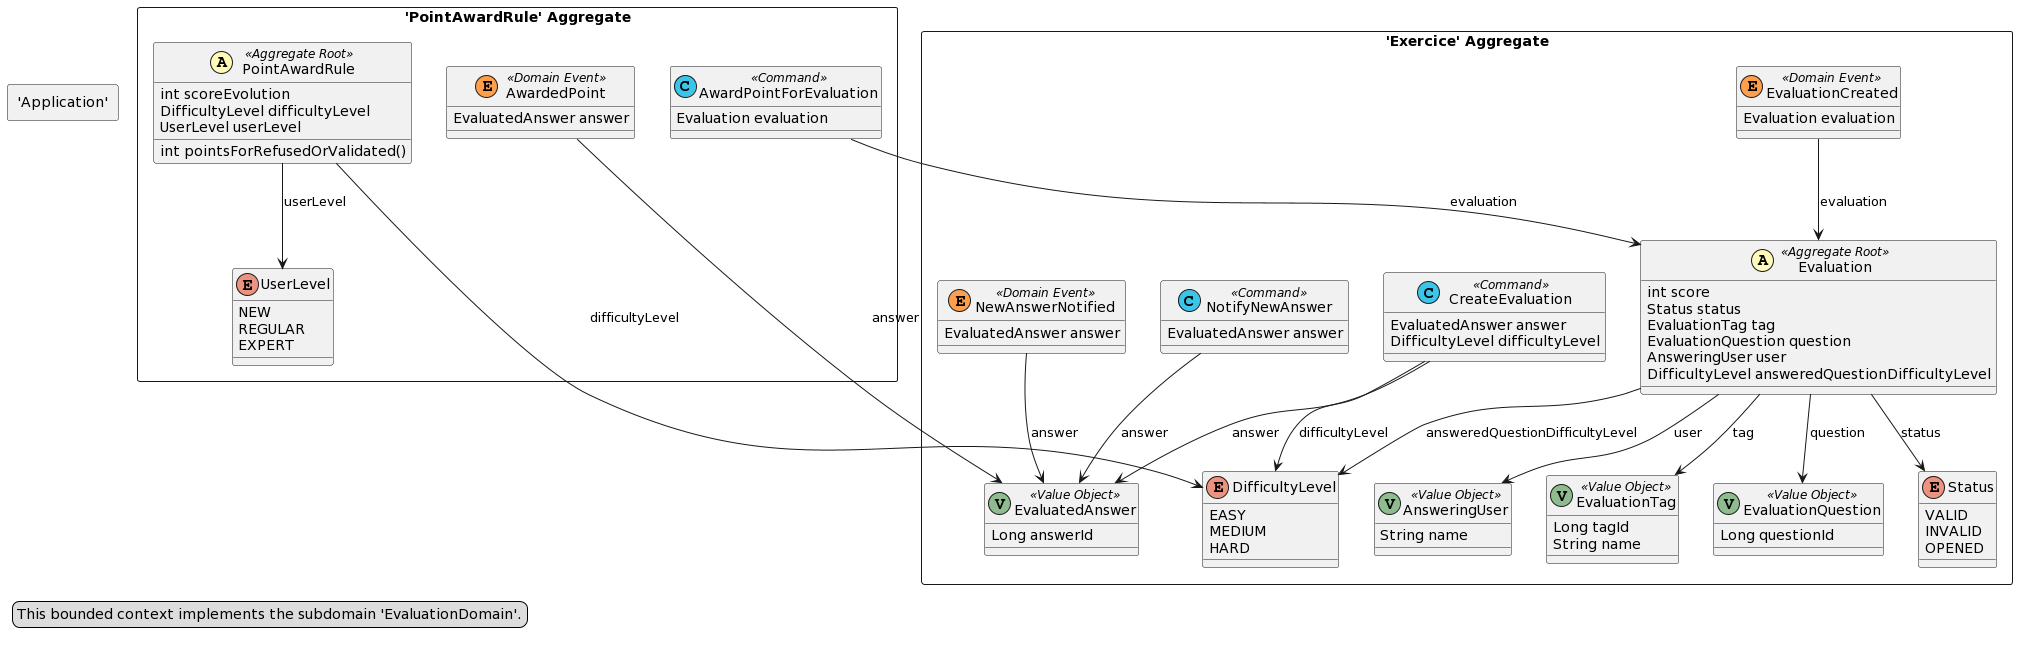 'Application'
'PointAwardRule' Aggregate
A
«Aggregate Root»
PointAwardRule
int scoreEvolution
DifficultyLevel difficultyLevel
UserLevel userLevel
int pointsForRefusedOrValidated()
E
«Domain Event»
AwardedPoint
EvaluatedAnswer answer
C
«Command»
AwardPointForEvaluation
Evaluation evaluation
userLevel
E UserLevel
NEW
REGULAR
EXPERT
difficultyLevel
answer
'Exercice' Aggregate
E
«Domain Event»
EvaluationCreated
Evaluation evaluation
evaluation
evaluation
E
«Domain Event»
NewAnswerNotified
EvaluatedAnswer answer
C
«Command»
NotifyNewAnswer
EvaluatedAnswer answer
C
«Command»
CreateEvaluation
EvaluatedAnswer answer
DifficultyLevel difficultyLevel
A
«Aggregate Root»
Evaluation
int score
Status status
EvaluationTag tag
EvaluationQuestion question
AnsweringUser user
DifficultyLevel answeredQuestionDifficultyLevel
answer
answer
answer
difficultyLevel
answeredQuestionDifficultyLevel
user
tag
question
status
V
«Value Object»
EvaluatedAnswer
Long answerId
E DifficultyLevel
EASY
MEDIUM
HARD
V
«Value Object»
AnsweringUser
String name
V
«Value Object»
EvaluationTag
Long tagId
String name
V
«Value Object»
EvaluationQuestion
Long questionId
E Status
VALID
INVALID
OPENED
This bounded context implements the subdomain 'EvaluationDomain'.